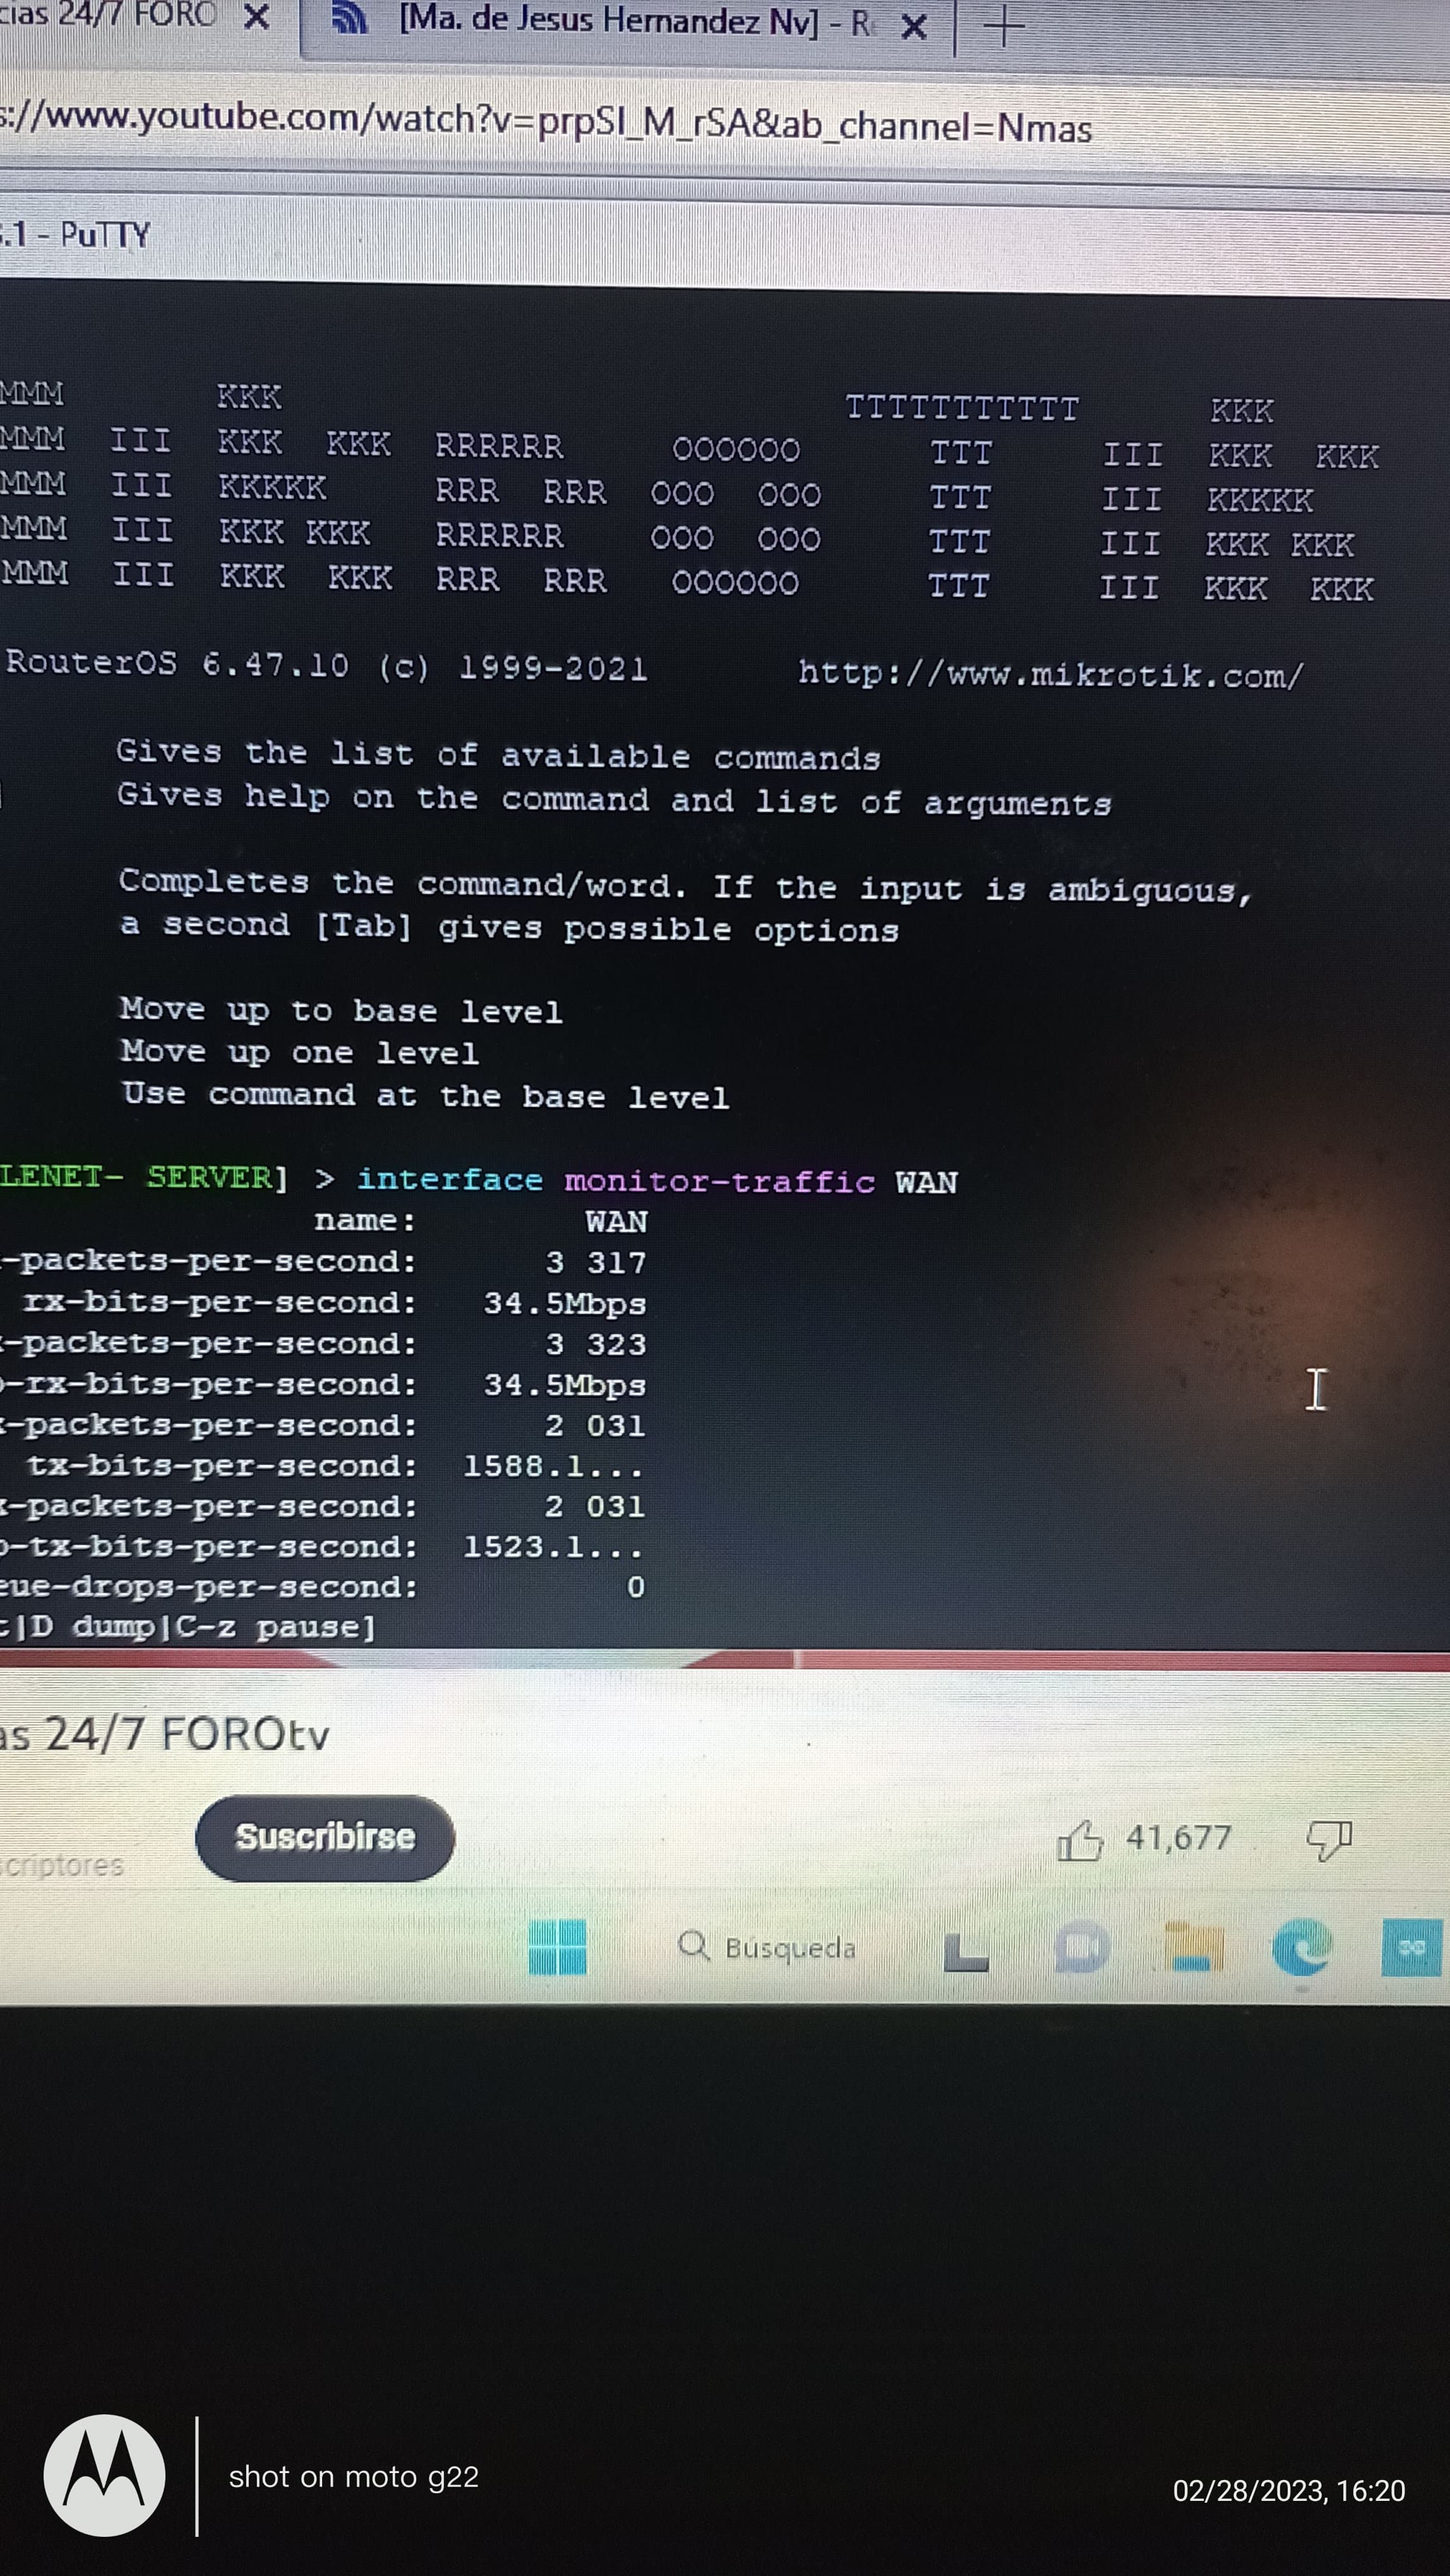 cias 24/7 FORO
[Ma. de Jesus Hernandez Nv] - R
s://www.youtube.com/watch?v=prpSl_M_rSA&ab_channel=Nmas
.1 - PuTTY
MMM KKK TTTTTTTTTTT KKK
MMM III KKK KKK RRRRRR OOOOOO TTT III KKK KKK
MMM III KKKKK RRR RRR OOO OOO TTT III KKKKK
MMM III KKK KKK RRRRRR OOO OOO TTT III KKK KKK
MMM III KKK KKK RRR RRR OOOOOO TTT III KKK KKK
RouterOS 6.47.10 (c) 1999-2021 http://www.mikrotik.com/
Gives the list of available commands
Gives help on the command and list of arguments
Completes the command/word. If the input is ambiguous,
a second [Tab] gives possible options
Move up to base level
Move up one level
Use command at the base level
LENET- SERVER] > interface monitor-traffic WAN
name: WAN
-packets-per-second: 3 317
rx-bits-per-second: 34.5Mbps
-packets-per-second: 3 323
-rx-bits-per-second: 34.5Mbps
-packets-per-second: 2 031
tx-bits-per-second: 1588.1...
-packets-per-second: 2 031
-tx-bits-per-second: 1523.1...
eue-drops-per-second: 0
|D dump|C-z pause]
as 24/7 FOROtv
Suscribirse
criptores
41,677
Búsqueda
shot on moto g22
02/28/2023, 16:20